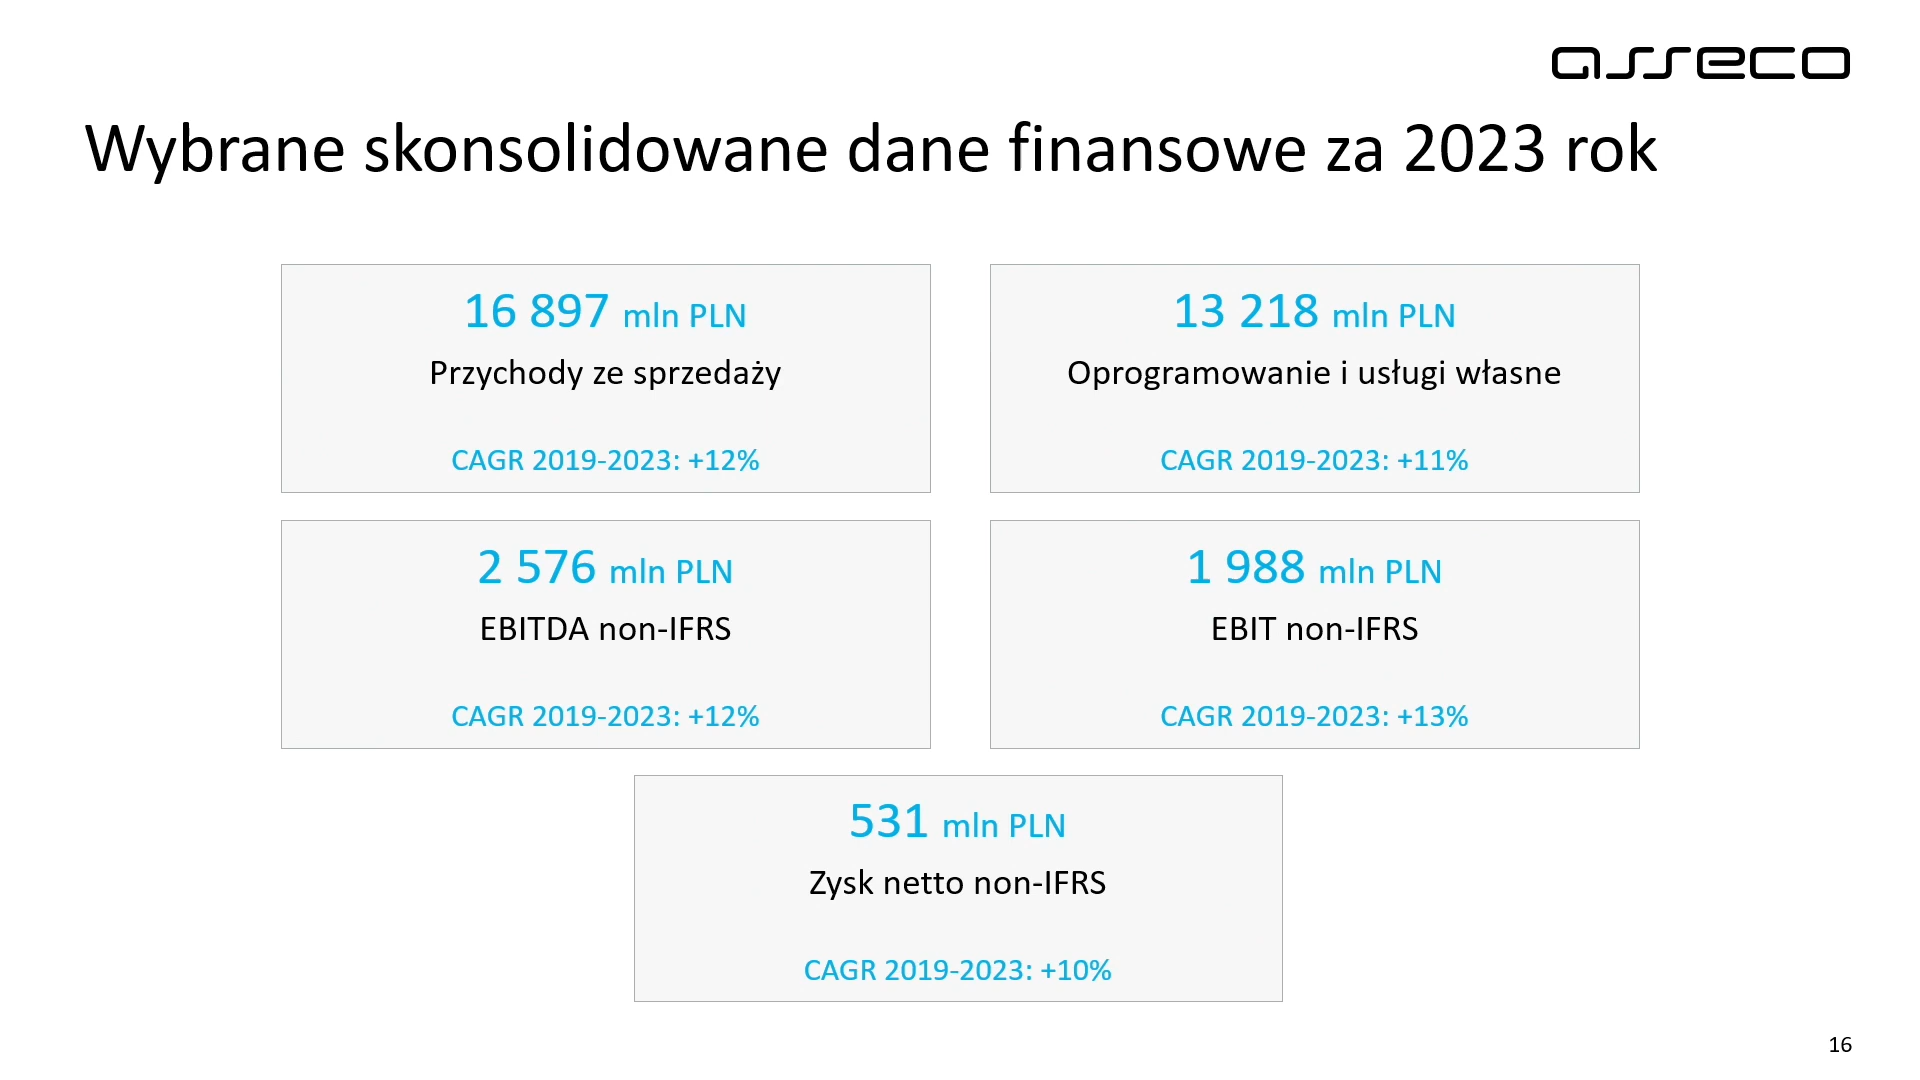 asseco
Wybrane skonsolidowane dane finansowe za 2023 rok
16 897 mln PLN
Przychody ze sprzedaży
CAGR 2019-2023: +12%
13 218 mln PLN
Oprogramowanie i usługi własne
CAGR 2019-2023: +11%
2 576 mln PLN
EBITDA non-IFRS
CAGR 2019-2023: +12%
1 988 mln PLN
EBIT non-IFRS
CAGR 2019-2023: +13%
531 mln PLN
Zysk netto non-IFRS
CAGR 2019-2023: +10%
16